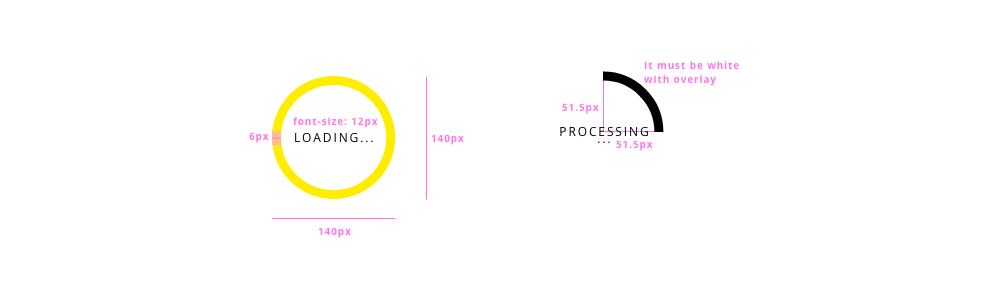 font-size: 12px
6px
LOADING...
140px
140px
It must be white
with overlay
51.5px
PROCESSING
...
51.5px